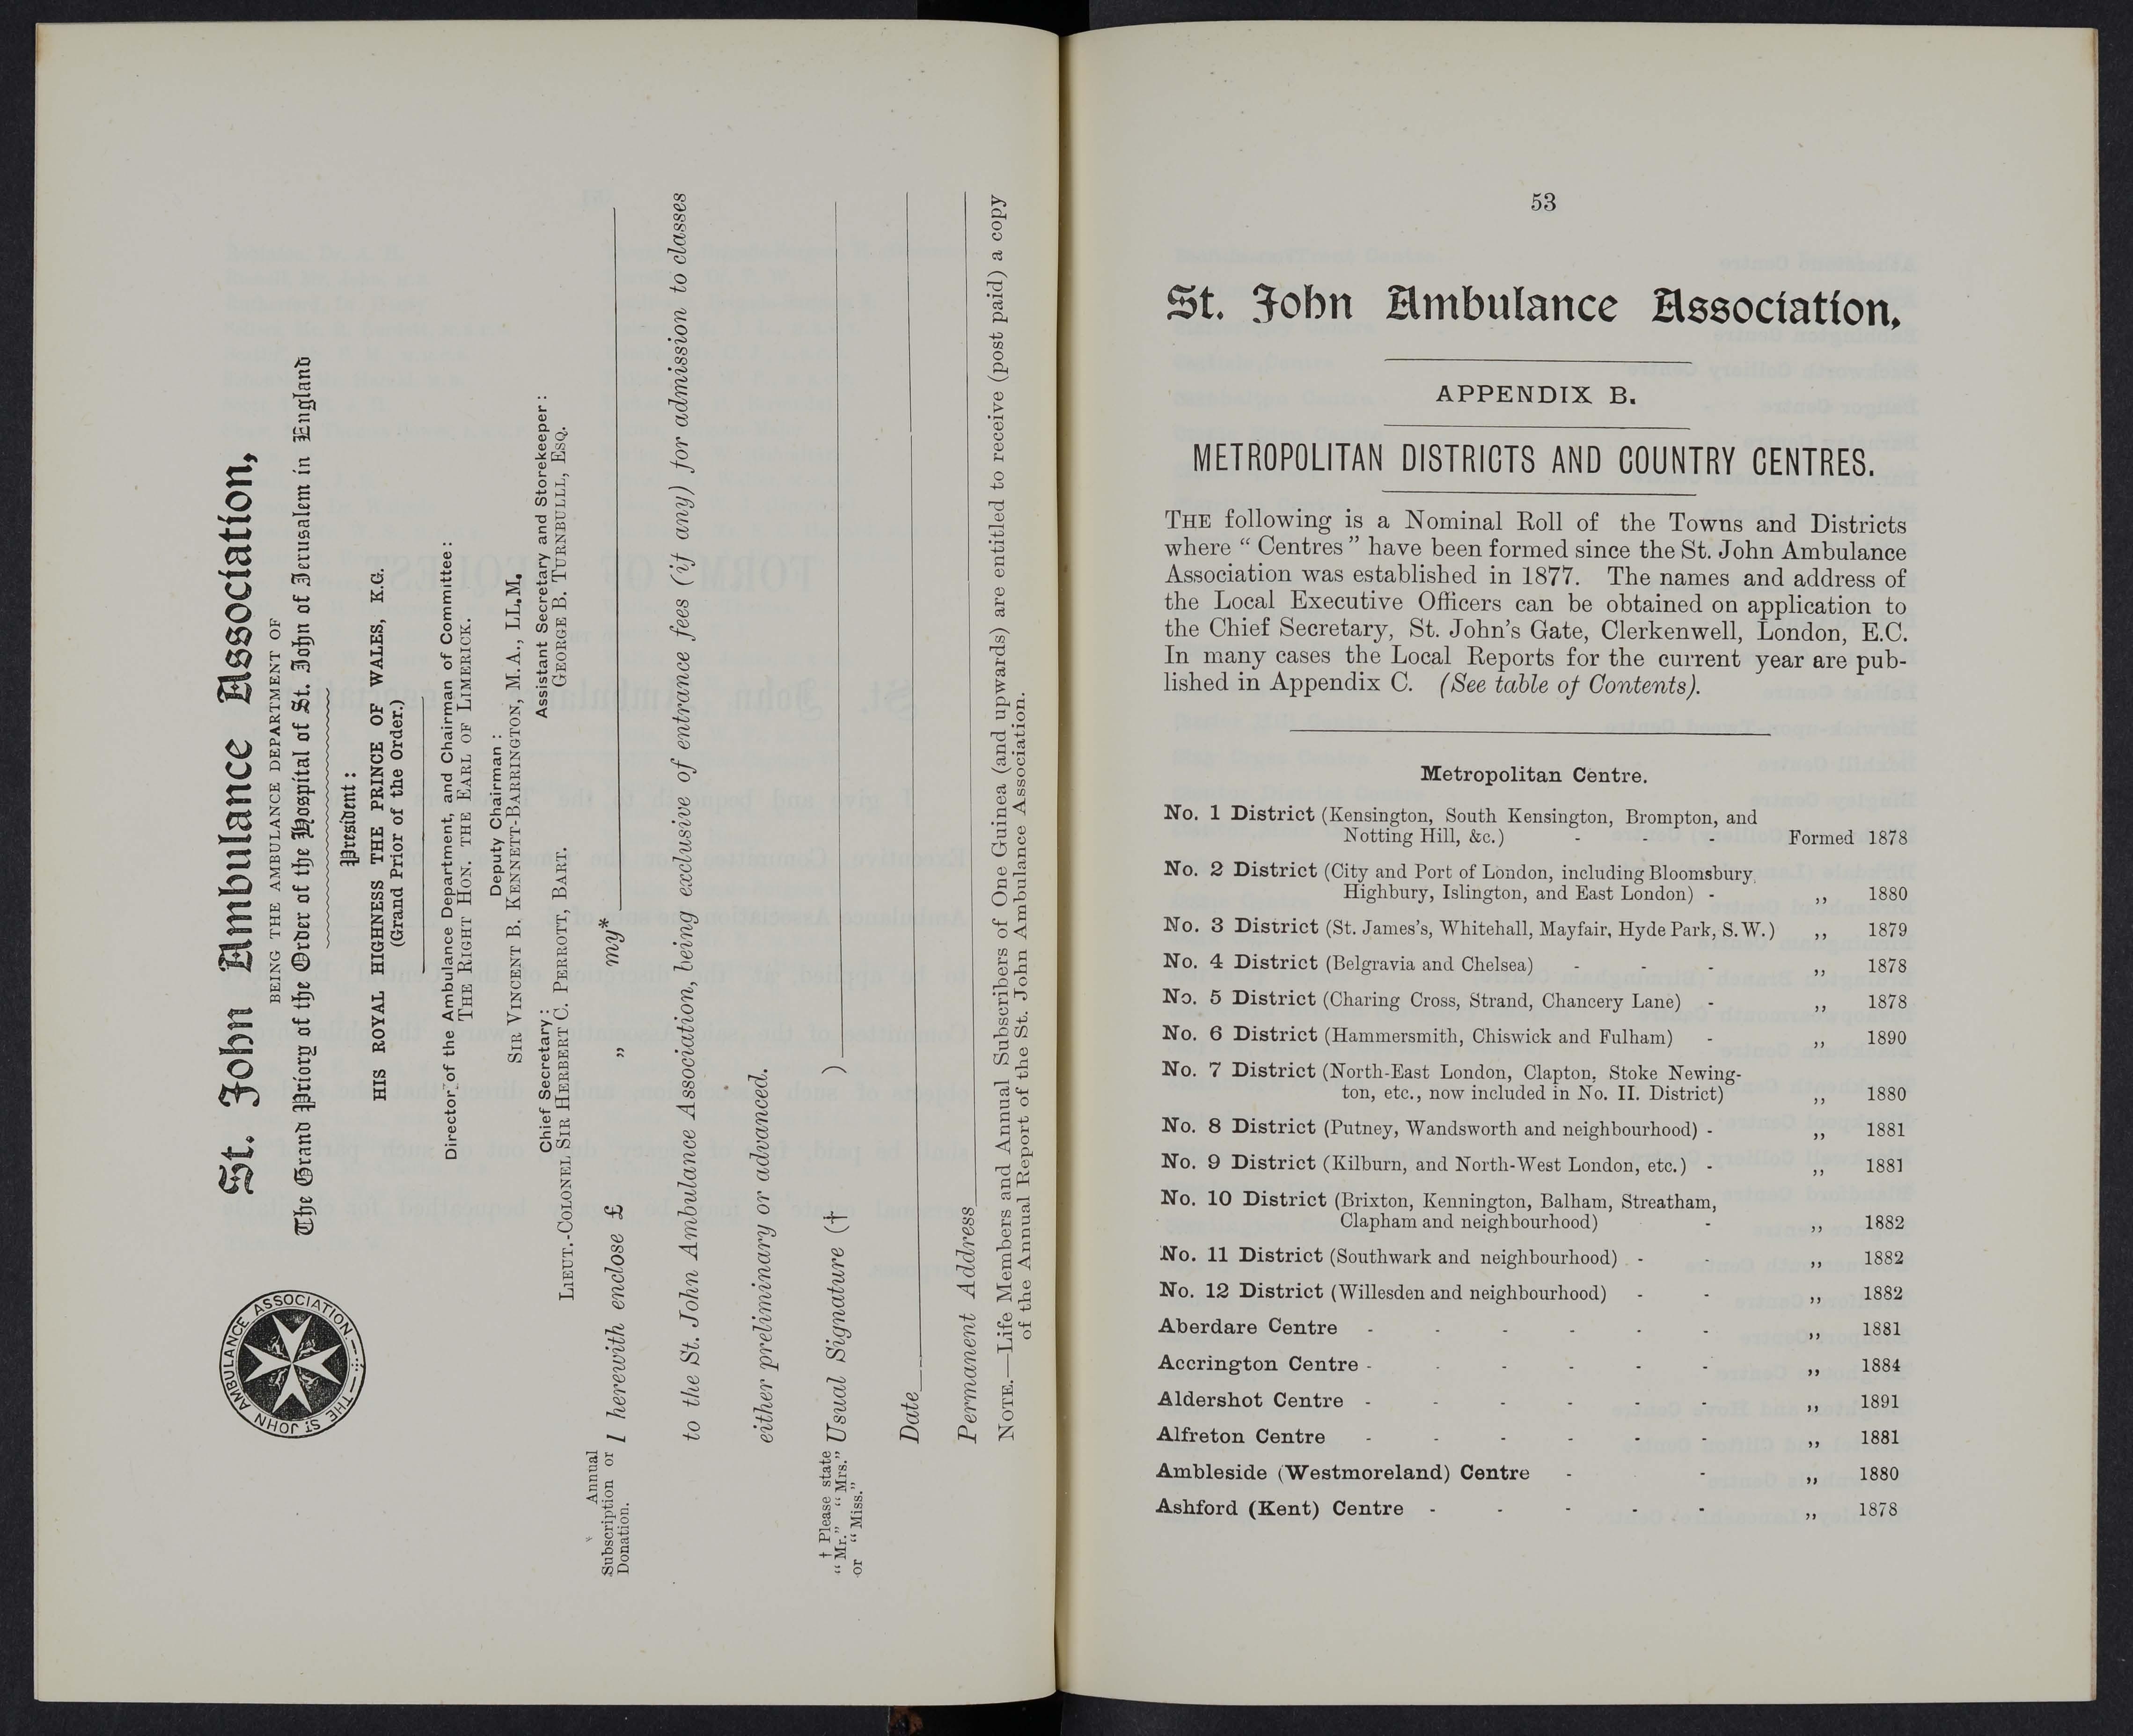 St. John Ambulance Association,
BEING THE AMBULANCE DEPARTMENT OF
The Grand Priory of the Order of the Hospital of St. John of Jerusalem in England
President :
HIS ROYAL HIGHNESS THE PRINCE OF WALES, K.G.
(Grand Prior of the Order.)
Director of the Ambulance Department, and Chairman of Committee :
THE RIGHT HON. THE EARL OF LIMERICK.
Deputy Chairman :
SIR VINCENT B. KENNETT-BARRINGTON, M.A., LL.M.
Chief Secretary : Assistant Secretary and Storekeeper :
LIEUT.-COLONEL SIR HERBERT C. PERROTT, BART. GEORGE B. TURNBULLL, ESQ.
THE ST. JOHN AMBULANCE ASSOCIATION
* Annual
Subscription or
Donation.
I herewith enclose £ „ my*
to the St. John Ambulance Association, being exclusive of entrance fees (if any) for admission to classes
either preliminary or advanced.
† Please state
“ Mr.” “ Mrs.”
or “ Miss.”
Usual Signature († )
Date
Permanent Address
NOTE.—Life Members and Annual Subscribers of One Guinea (and upwards) are entitled to receive (post paid) a copy
of the Annual Report of the St. John Ambulance Association.
53
St. John Ambulance Association,
APPENDIX B.
METROPOLITAN DISTRICTS AND COUNTRY CENTRES.
THE following is a Nominal Roll of the Towns and Districts
where “ Centres ” have been formed since the St. John Ambulance
Association was established in 1877. The names and address of
the Local Executive Officers can be obtained on application to
the Chief Secretary, St. John’s Gate, Clerkenwell, London, E.C.
In many cases the Local Reports for the current year are pub-
lished in Appendix C. (See table of Contents).
Metropolitan Centre.
No. 1 District (Kensington, South Kensington, Brompton, and
Notting Hill, &c.) - - - Formed 1878
No. 2 District (City and Port of London, including Bloomsbury,
Highbury, Islington, and East London) - ,, 1880
No. 3 District (St. James’s, Whitehall, Mayfair, Hyde Park, S.W.) ,, 1879
No. 4 District (Belgravia and Chelsea) - - - ,, 1878
No. 5 District (Charing Cross, Strand, Chancery Lane) - ,, 1878
No. 6 District (Hammersmith, Chiswick and Fulham) - ,, 1890
No. 7 District (North-East London, Clapton, Stoke Newing-
ton, etc., now included in No. II. District) ,, 1880
No. 8 District (Putney, Wandsworth and neighbourhood) - ,, 1881
No. 9 District (Kilburn, and North-West London, etc.) - ,, 1881
No. 10 District (Brixton, Kennington, Balham, Streatham,
Clapham and neighbourhood) - ,, 1882
No. 11 District (Southwark and neighbourhood) - ,, 1882
No. 12 District (Willesden and neighbourhood) - - ,, 1882
Aberdare Centre - - - - - - ,, 1881
Accrington Centre - - - - - - ,, 1884
Aldershot Centre - - - - - - ,, 1891
Alfreton Centre - - - - - - ,, 1881
Ambleside (Westmoreland) Centre - - - ,, 1880
Ashford (Kent) Centre - - - - - ,, 1878